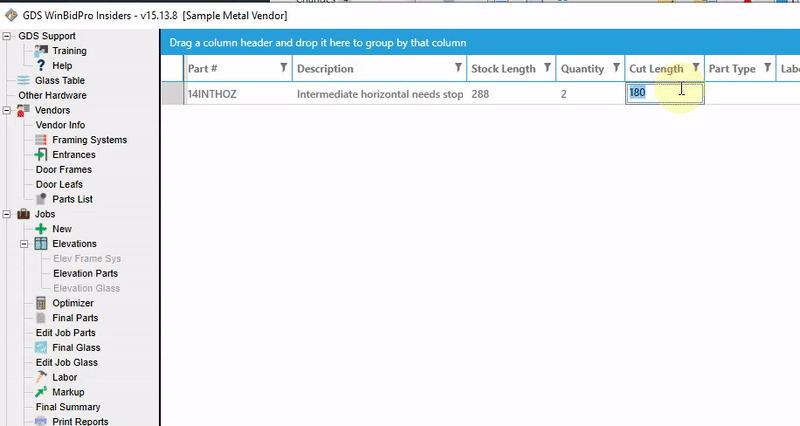 GDS WinBidPro Insiders - v15.13.8 [Sample Metal Vendor]
GDS Support
Training
Help
Glass Table
Other Hardware
Vendors
Vendor Info
Framing Systems
Entrances
Door Frames
Door Leafs
Parts List
Jobs
New
Elevations
Elev Frame Sys
Elevation Parts
Elevation Glass
Optimizer
Final Parts
Edit Job Parts
Final Glass
Edit Job Glass
Labor
Markup
Final Summary
Print Reports
Drag a column header and drop it here to group by that column
Part # Description Stock Length Quantity Cut Length Part Type Labe
14INTHOZ Intermediate horizontal needs stop 288 2 180